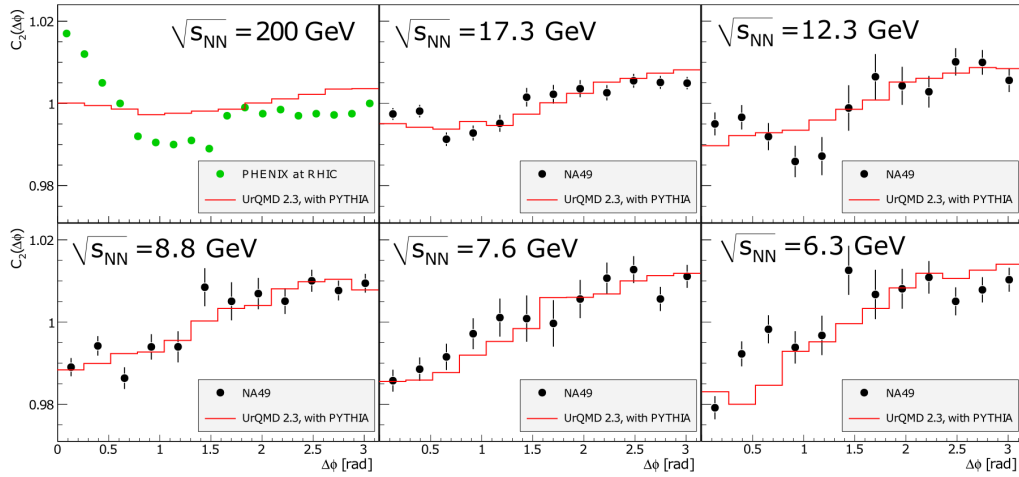 C₂(Δϕ)
1.02
1
0.98
√sNN = 200 GeV
PHENIX at RHIC
UrQMD 2.3, with PYTHIA
√sNN = 17.3 GeV
NA49
UrQMD 2.3, with PYTHIA
√sNN = 12.3 GeV
NA49
UrQMD 2.3, with PYTHIA
C₂(Δϕ)
1.02
1
0.98
√sNN = 8.8 GeV
NA49
UrQMD 2.3, with PYTHIA
√sNN = 7.6 GeV
NA49
UrQMD 2.3, with PYTHIA
√sNN = 6.3 GeV
NA49
UrQMD 2.3, with PYTHIA
0 0.5 1 1.5 2 2.5 3
Δϕ [rad]
0.5 1 1.5 2 2.5 3
Δϕ [rad]
0.5 1 1.5 2 2.5 3
Δϕ [rad]